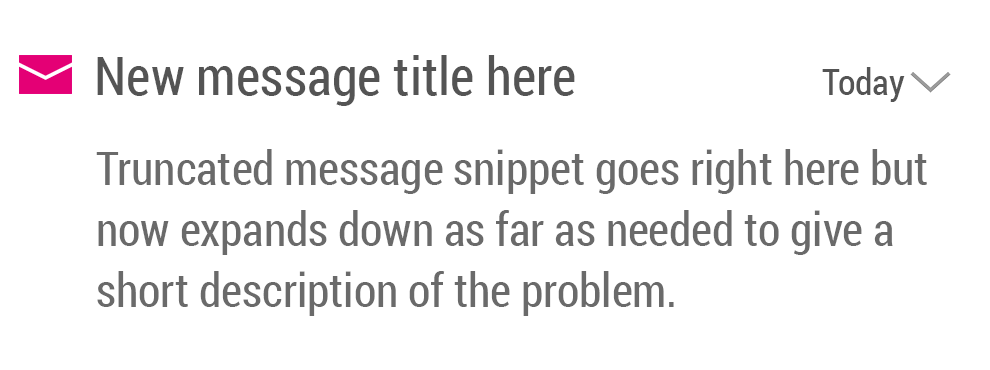 New message title here
Today
Truncated message snippet goes right here but
now expands down as far as needed to give a
short description of the problem.